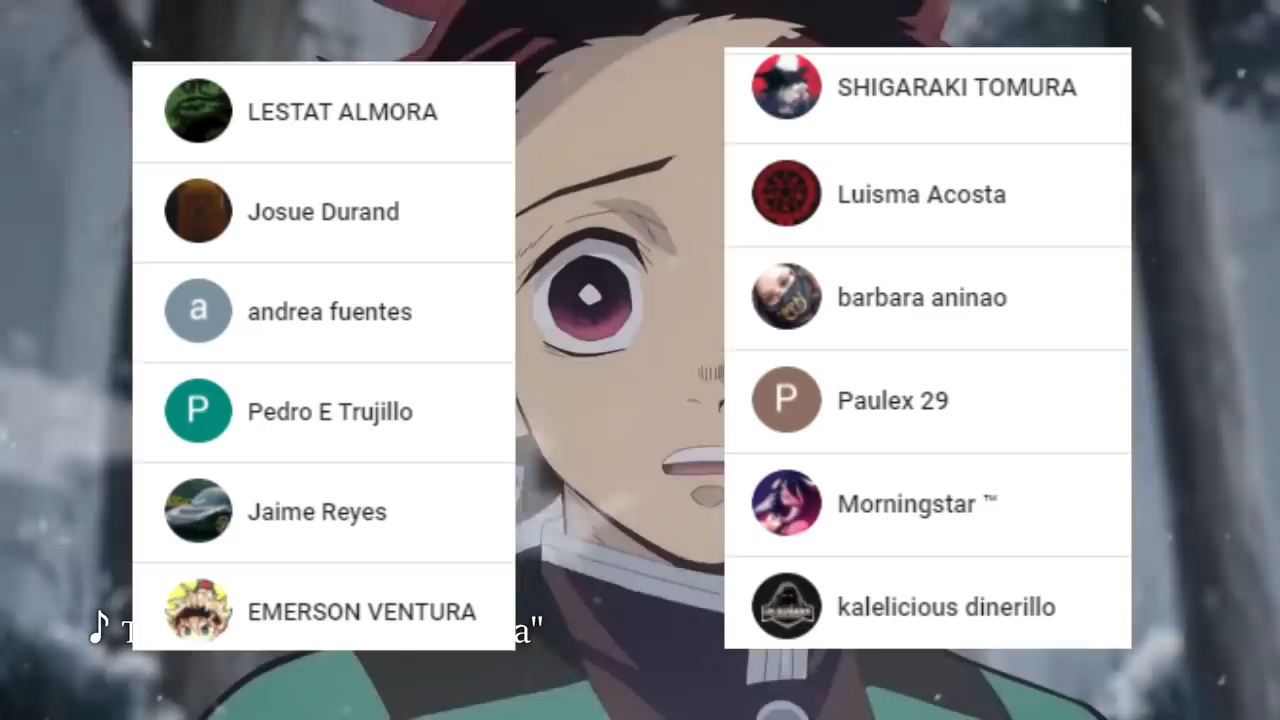 LESTAT ALMORA
Josue Durand
a
andrea fuentes
P
Pedro E Trujillo
Jaime Reyes
EMERSON VENTURA
SHIGARAKI TOMURA
Luisma Acosta
barbara aninao
P
Paulex 29
Morningstar ™
kalelicious dinerillo
♪ T a"